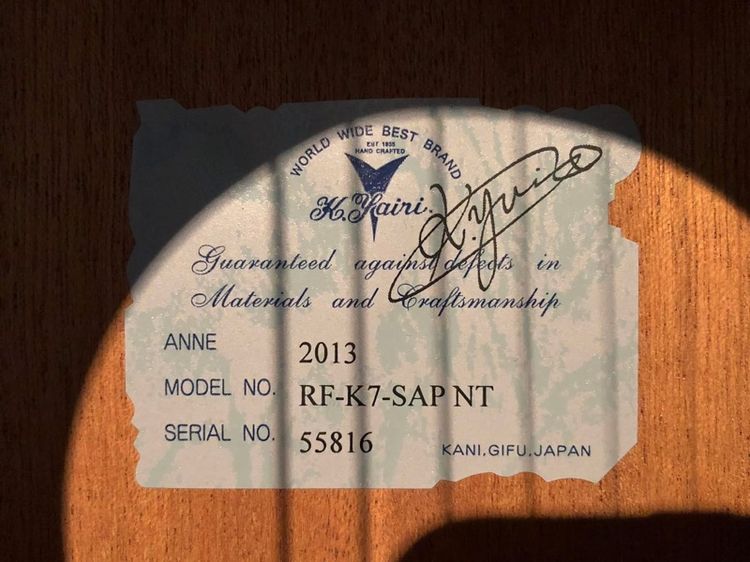 WORLD WIDE BEST BRAND
EST 1935
HAND CRAFTED
K.Yairi.
K.Yairi
Guaranteed against defects in
Materials and Craftsmanship
ANNE 2013
MODEL NO. RF-K7-SAP NT
SERIAL NO. 55816
KANI,GIFU,JAPAN